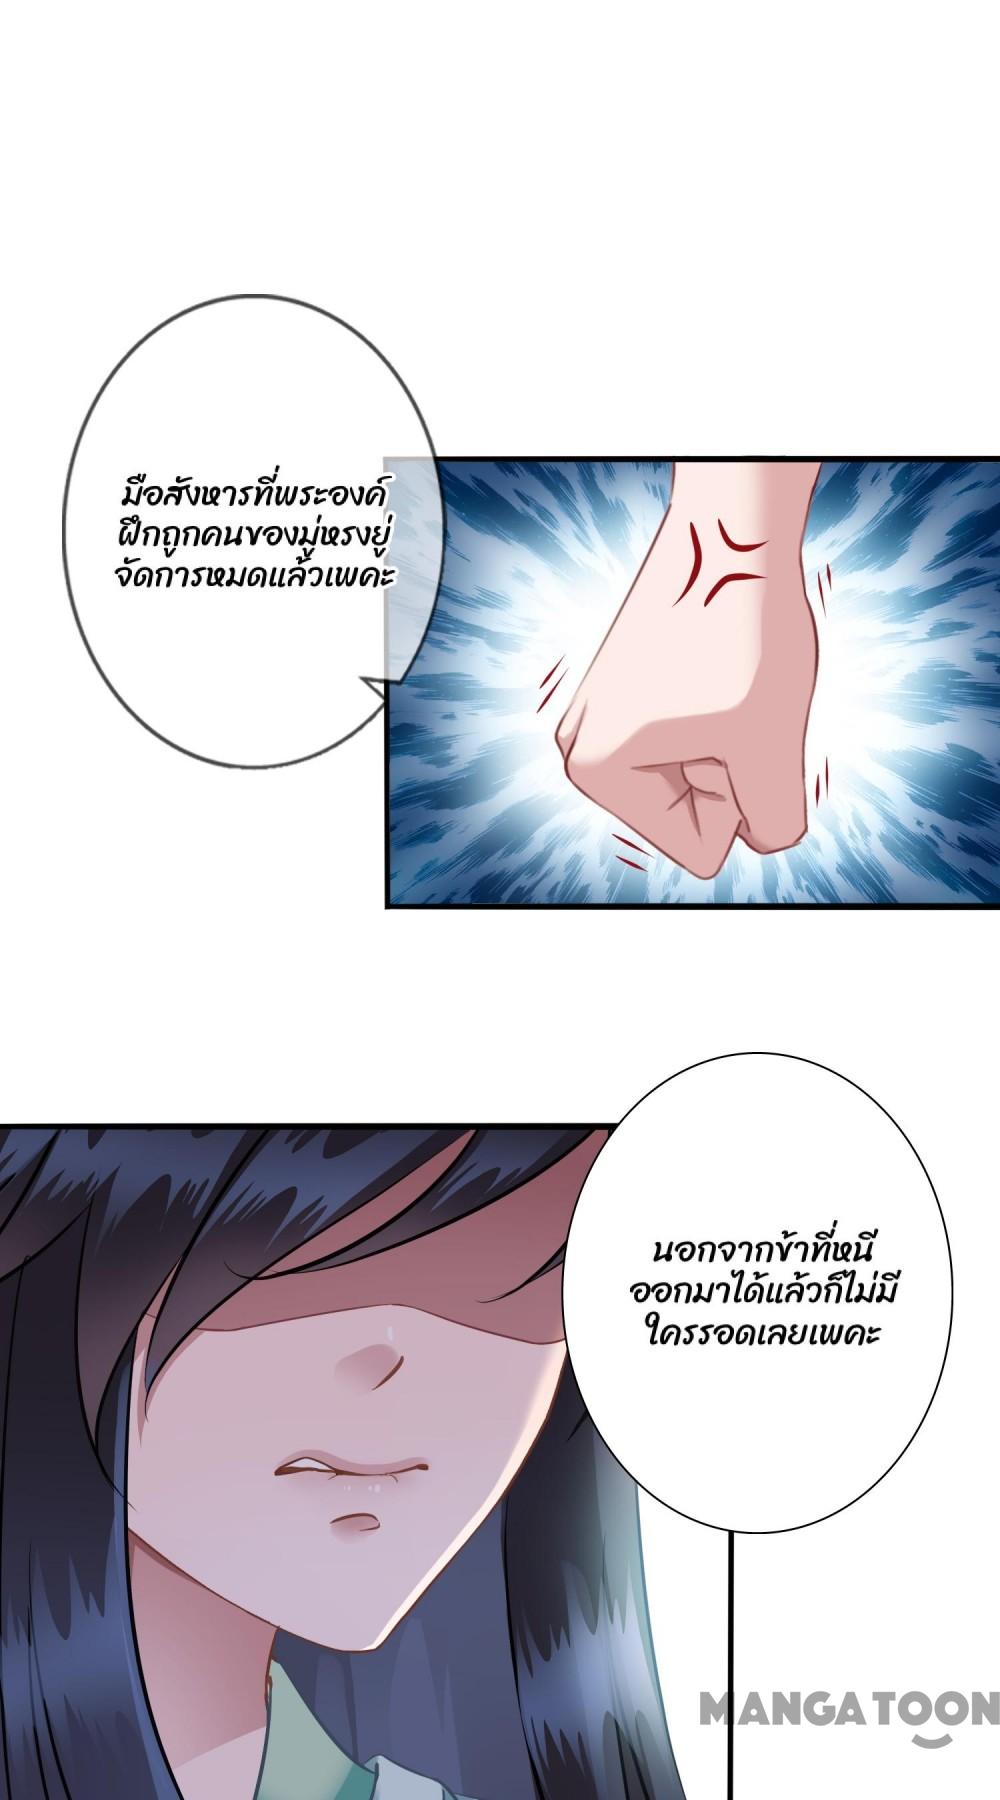 มือสังหารที่พระองค์
ฝึกถูกคนของมู่หรงยู่
จัดการหมดแล้วเพคะ
นอกจากข้าที่หนี
ออกมาได้แล้วก็ไม่มี
ใครรอดเลยเพคะ
MANGATOON